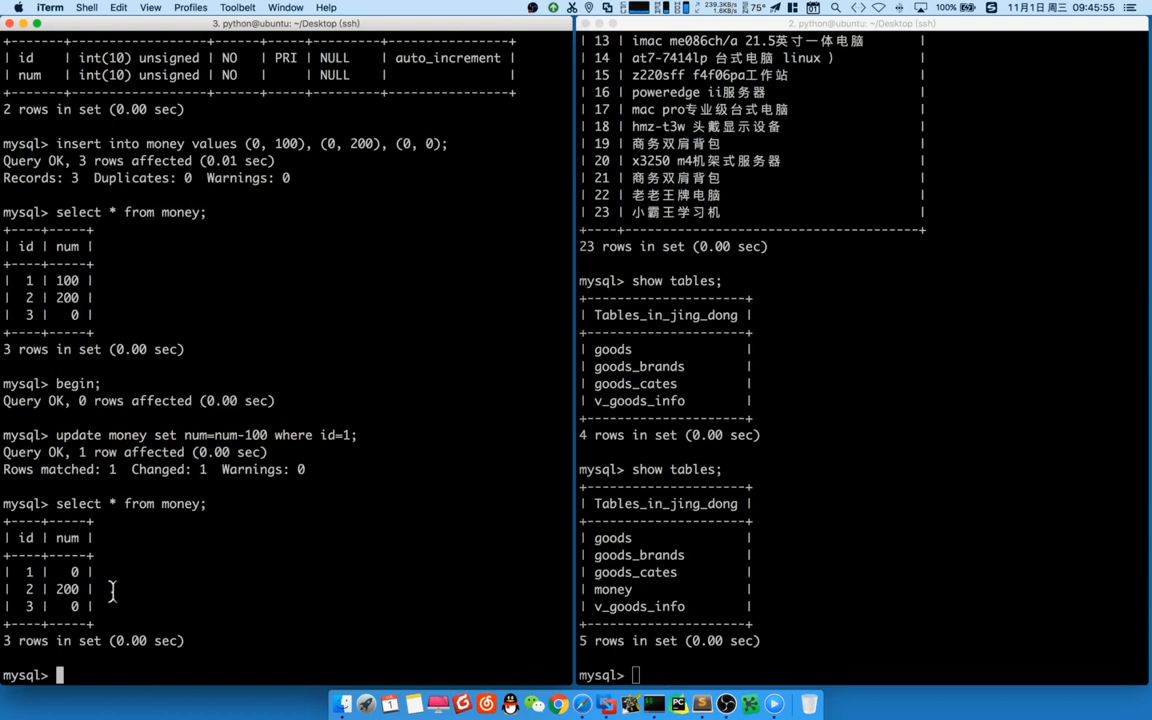 iTerm Shell Edit View Profiles Toolbelt Window Help 239.3KB 1.6KB 75° 100% 11月1日 周三 09:45:55
3. python@ubuntu: ~/Desktop (ssh)
+-------+------------------+------+-----+---------+----------------+
| id    | int(10) unsigned | NO   | PRI | NULL    | auto_increment |
| num   | int(10) unsigned | NO   |     | NULL    |                |
+-------+------------------+------+-----+---------+----------------+
2 rows in set (0.00 sec)
mysql> insert into money values (0, 100), (0, 200), (0, 0);
Query OK, 3 rows affected (0.01 sec)
Records: 3  Duplicates: 0  Warnings: 0
mysql> select * from money;
+----+-----+
| id | num |
+----+-----+
|  1 | 100 |
|  2 | 200 |
|  3 |   0 |
+----+-----+
3 rows in set (0.00 sec)
mysql> begin;
Query OK, 0 rows affected (0.00 sec)
mysql> update money set num=num-100 where id=1;
Query OK, 1 row affected (0.00 sec)
Rows matched: 1  Changed: 1  Warnings: 0
mysql> select * from money;
+----+-----+
| id | num |
+----+-----+
|  1 |   0 |
|  2 | 200 |
|  3 |   0 |
+----+-----+
3 rows in set (0.00 sec)
mysql>
2. python@ubuntu: ~/Desktop (ssh)
| 13 | imac me086ch/a 21.5英寸一体电脑 |
| 14 | at7-7414lp 台式电脑 linux ) |
| 15 | z220sff f4f06pa工作站 |
| 16 | poweredge ii服务器 |
| 17 | mac pro专业级台式电脑 |
| 18 | hmz-t3w 头戴显示设备 |
| 19 | 商务双肩背包 |
| 20 | x3250 m4机架式服务器 |
| 21 | 商务双肩背包 |
| 22 | 老老王牌电脑 |
| 23 | 小霸王学习机 |
+----+-----------------------------------------+
23 rows in set (0.00 sec)
mysql> show tables;
+---------------------+
| Tables_in_jing_dong |
+---------------------+
| goods               |
| goods_brands        |
| goods_cates         |
| v_goods_info        |
+---------------------+
4 rows in set (0.00 sec)
mysql> show tables;
+---------------------+
| Tables_in_jing_dong |
+---------------------+
| goods               |
| goods_brands        |
| goods_cates         |
| money               |
| v_goods_info        |
+---------------------+
5 rows in set (0.00 sec)
mysql>